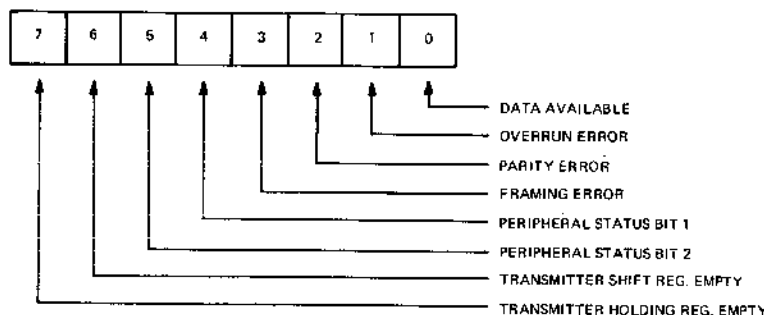 7 6 5 4 3 2 1 0
DATA AVAILABLE
OVERRUN ERROR
PARITY ERROR
FRAMING ERROR
PERIPHERAL STATUS BIT 1
PERIPHERAL STATUS BIT 2
TRANSMITTER SHIFT REG. EMPTY
TRANSMITTER HOLDING REG. EMPTY